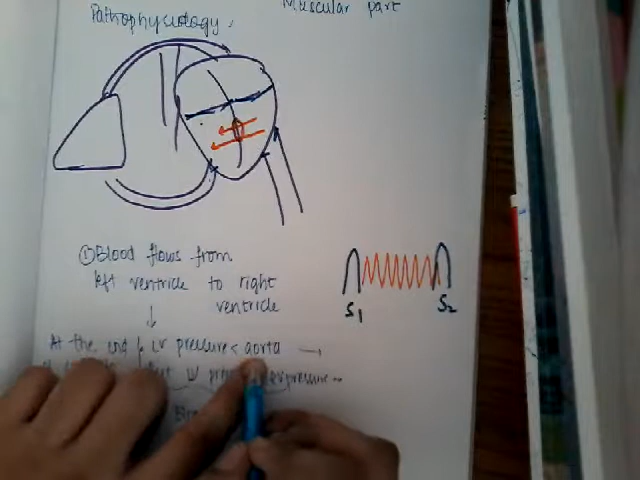 Pathophysiology,
Muscular part
① Blood flows from
left ventricle to right
ventricle
↓
S₁ S₂
At the end LV pressure < aorta →